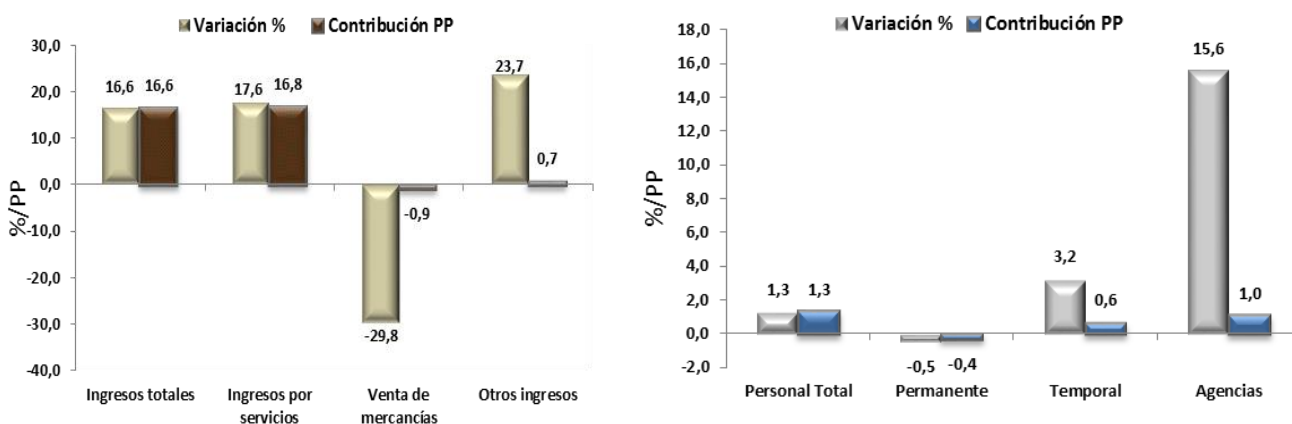 Variación % Contribución PP
30,0
20,0
10,0
0,0
-10,0
-20,0
-30,0
-40,0
%/PP
16,6 16,6
17,6 16,8
-29,8 -0,9
23,7 0,7
Ingresos totales
Ingresos por
servicios
Venta de
mercancías
Otros ingresos
Variación % Contribución PP
18,0
16,0
14,0
12,0
10,0
8,0
6,0
4,0
2,0
0,0
-2,0
%/PP
1,3 1,3
-0,5 -0,4
3,2 0,6
15,6 1,0
Personal Total
Permanente
Temporal
Agencias